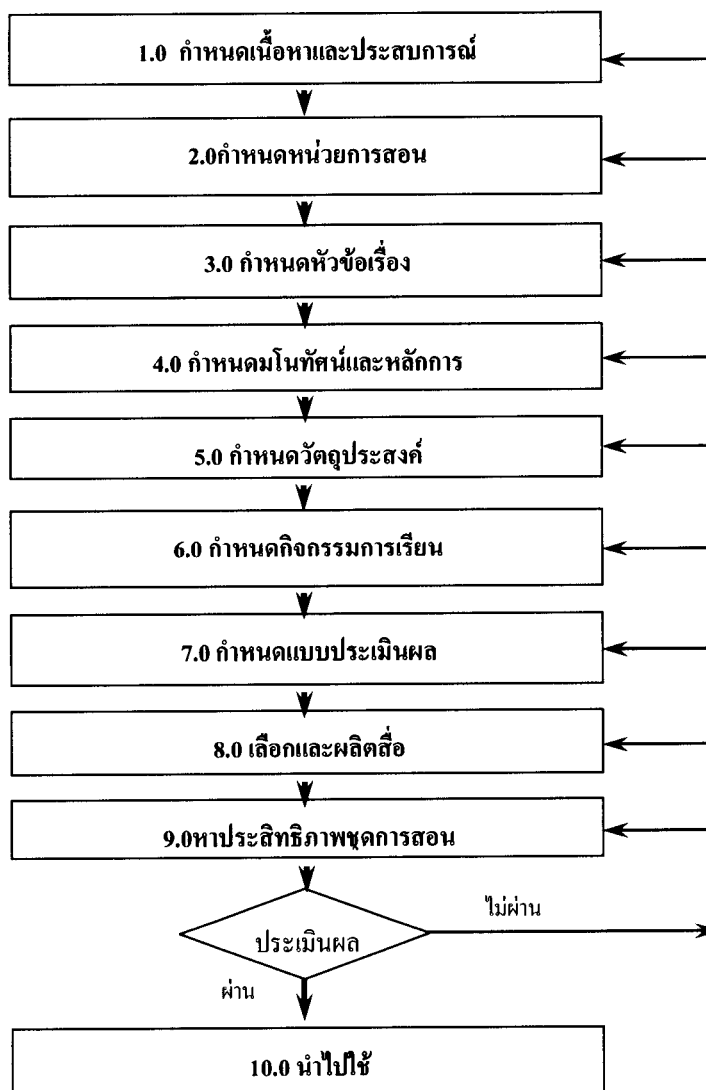 1.0 กำหนดเนื้อหาและประสบการณ์
2.0กำหนดหน่วยการสอน
3.0 กำหนดหัวข้อเรื่อง
4.0 กำหนดมโนทัศน์และหลักการ
5.0 กำหนดวัตถุประสงค์
6.0 กำหนดกิจกรรมการเรียน
7.0 กำหนดแบบประเมินผล
8.0 เลือกและผลิตสื่อ
9.0หาประสิทธิภาพชุดการสอน
ไม่ผ่าน
ประเมินผล
ผ่าน
10.0 นำไปใช้